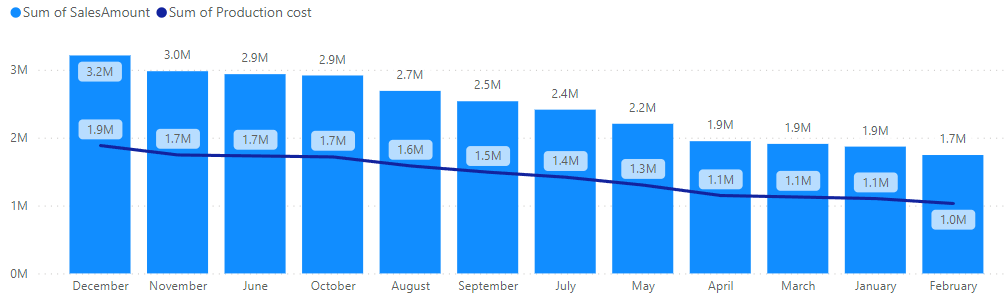 Sum of SalesAmount Sum of Production cost
3M
2M
1M
0M
3.2M 3.0M 2.9M 2.9M 2.7M 2.5M 2.4M 2.2M 1.9M 1.9M 1.9M 1.7M
1.9M 1.7M 1.7M 1.7M 1.6M 1.5M 1.4M 1.3M 1.1M 1.1M 1.1M 1.0M
December November June October August September July May April March January February